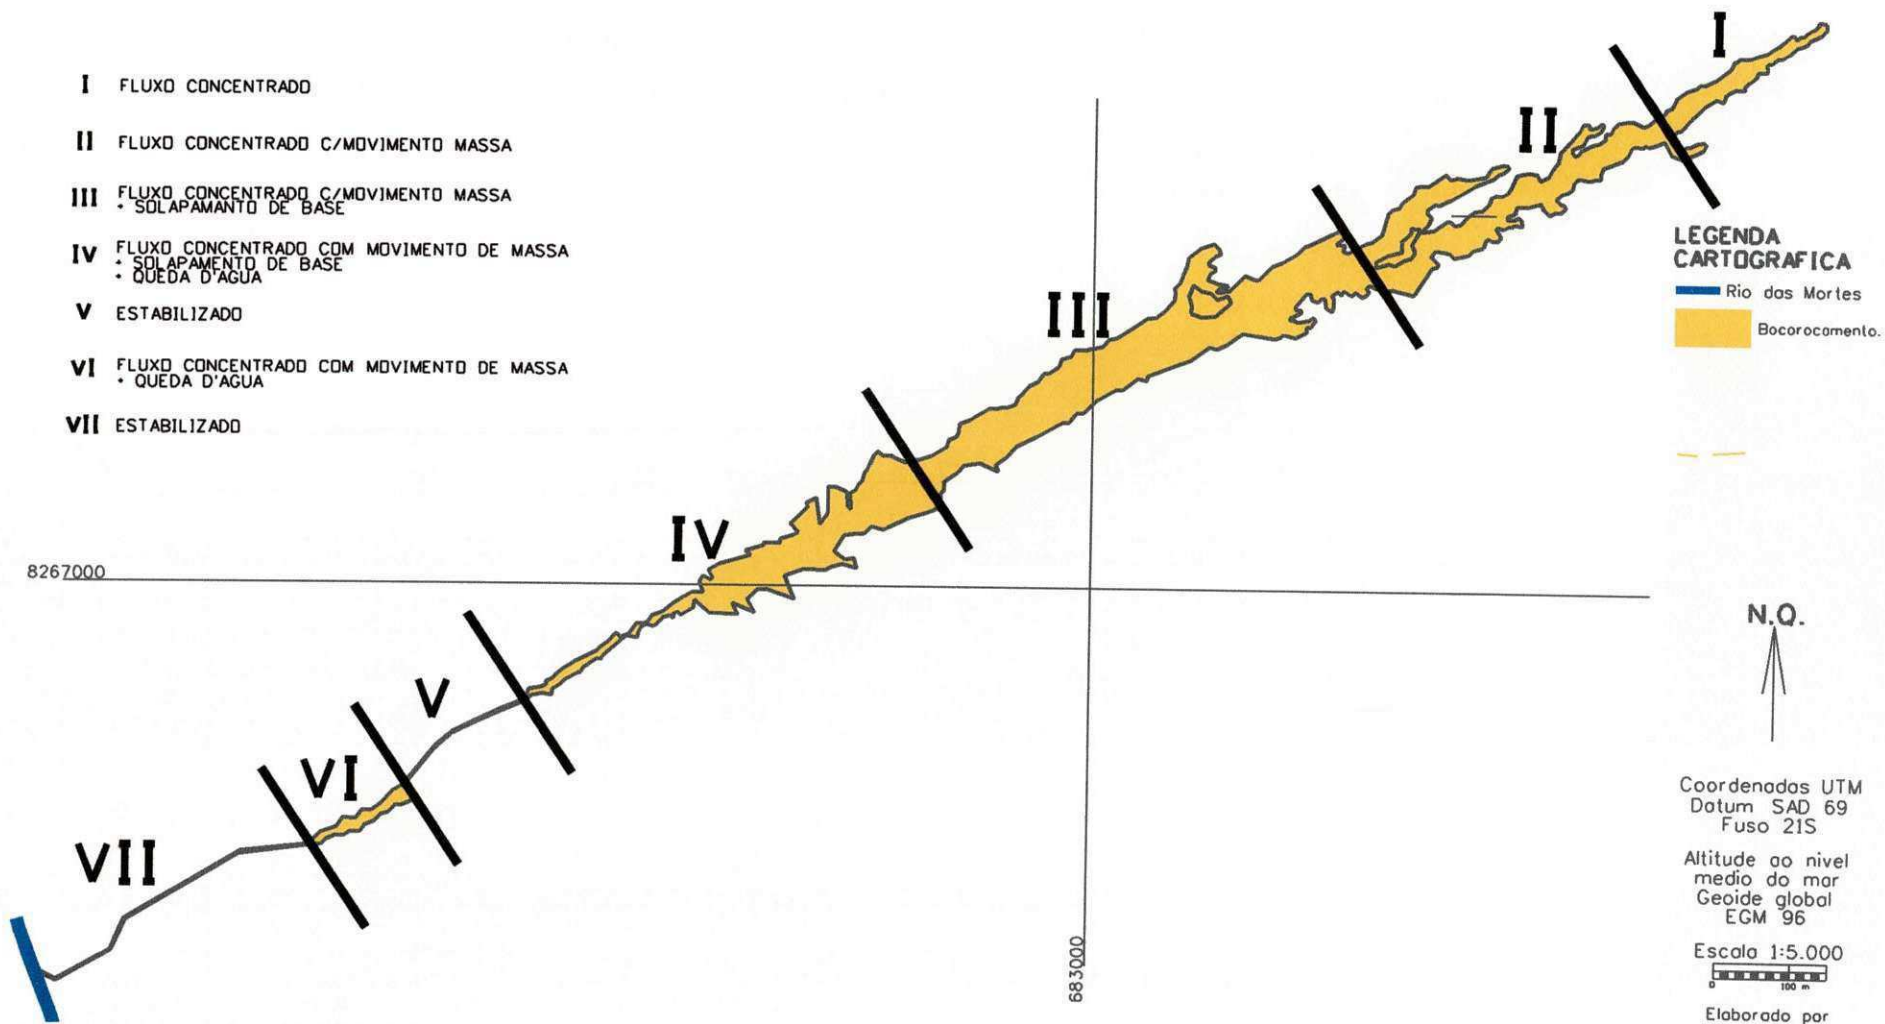 I FLUXO CONCENTRADO
II FLUXO CONCENTRADO C/MOVIMENTO MASSA
III FLUXO CONCENTRADO C/MOVIMENTO MASSA
+ SOLAPAMANTO DE BASE
IV FLUXO CONCENTRADO COM MOVIMENTO DE MASSA
+ SOLAPAMENTO DE BASE
+ QUEDA D'AGUA
V ESTABILIZADO
VI FLUXO CONCENTRADO COM MOVIMENTO DE MASSA
+ QUEDA D'AGUA
VII ESTABILIZADO
I
II
III
IV
V
VI
VII
8267000
683000
LEGENDA
CARTOGRAFICA
Rio das Mortes
Bocorocamento.
N.Q.
Coordenadas UTM
Datum SAD 69
Fuso 21S
Altitude ao nivel
medio do mar
Geoide global
EGM 96
Escala 1:5.000
0 100 m
Elaborado por